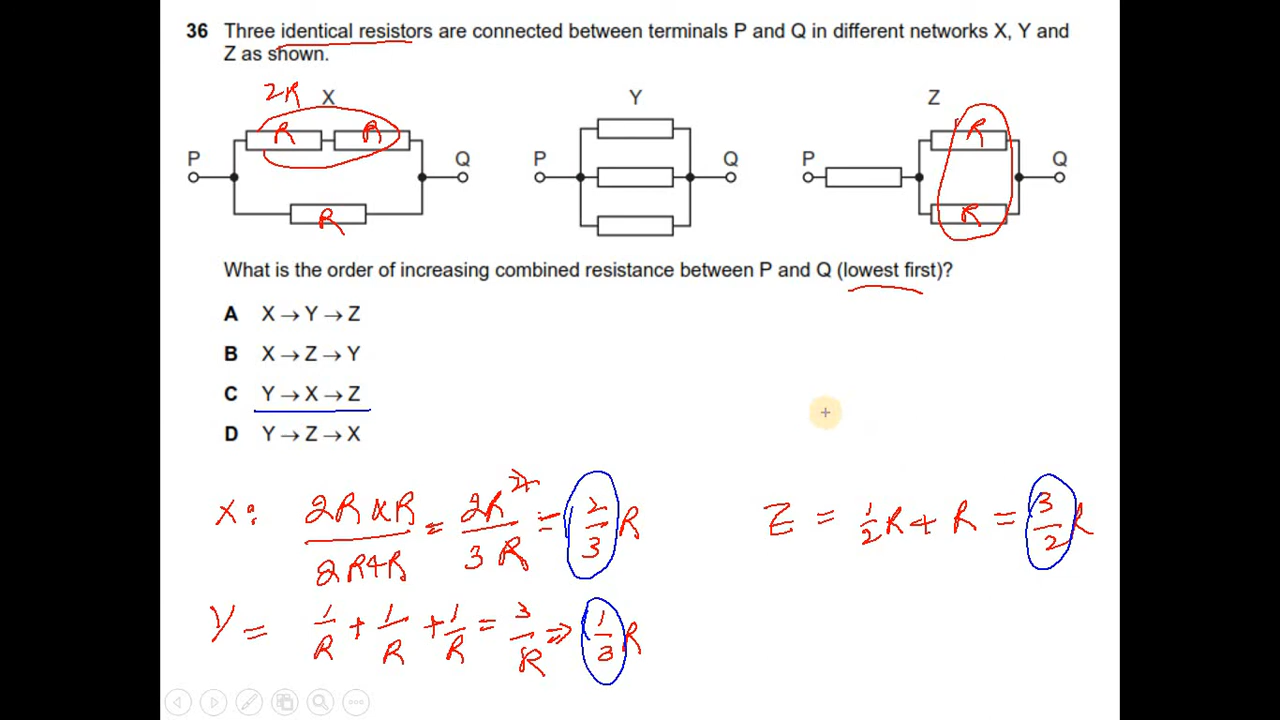 36 Three identical resistors are connected between terminals P and Q in different networks X, Y and
Z as shown.
2R X Y Z
R R R
P Q P Q P Q
R R
What is the order of increasing combined resistance between P and Q (lowest first)?
A X → Y → Z
B X → Z → Y
C Y → X → Z
D Y → Z → X
X: 2R x R / 2R + R = 2R² / 3R = 2/3 R
Z = 1/2 R + R = 3/2 R
Y = 1/R + 1/R + 1/R = 3/R ⇒ 1/3 R